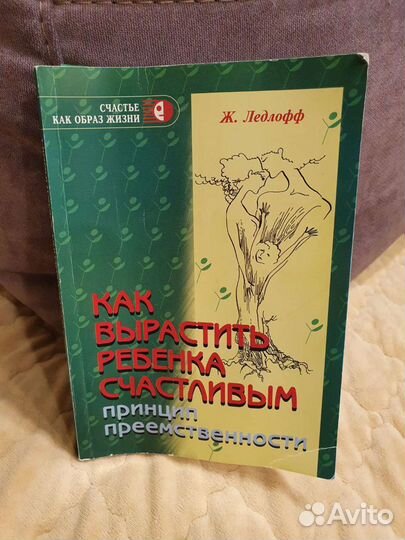 СЧАСТЬЕ
КАК ОБРАЗ ЖИЗНИ
Ж. Ледлофф
КАК
ВЫРАСТИТЬ
РЕБЕНКА
СЧАСТЛИВЫМ
ПРИНЦИП
ПРЕЕМСТВЕННОСТИ
Avito